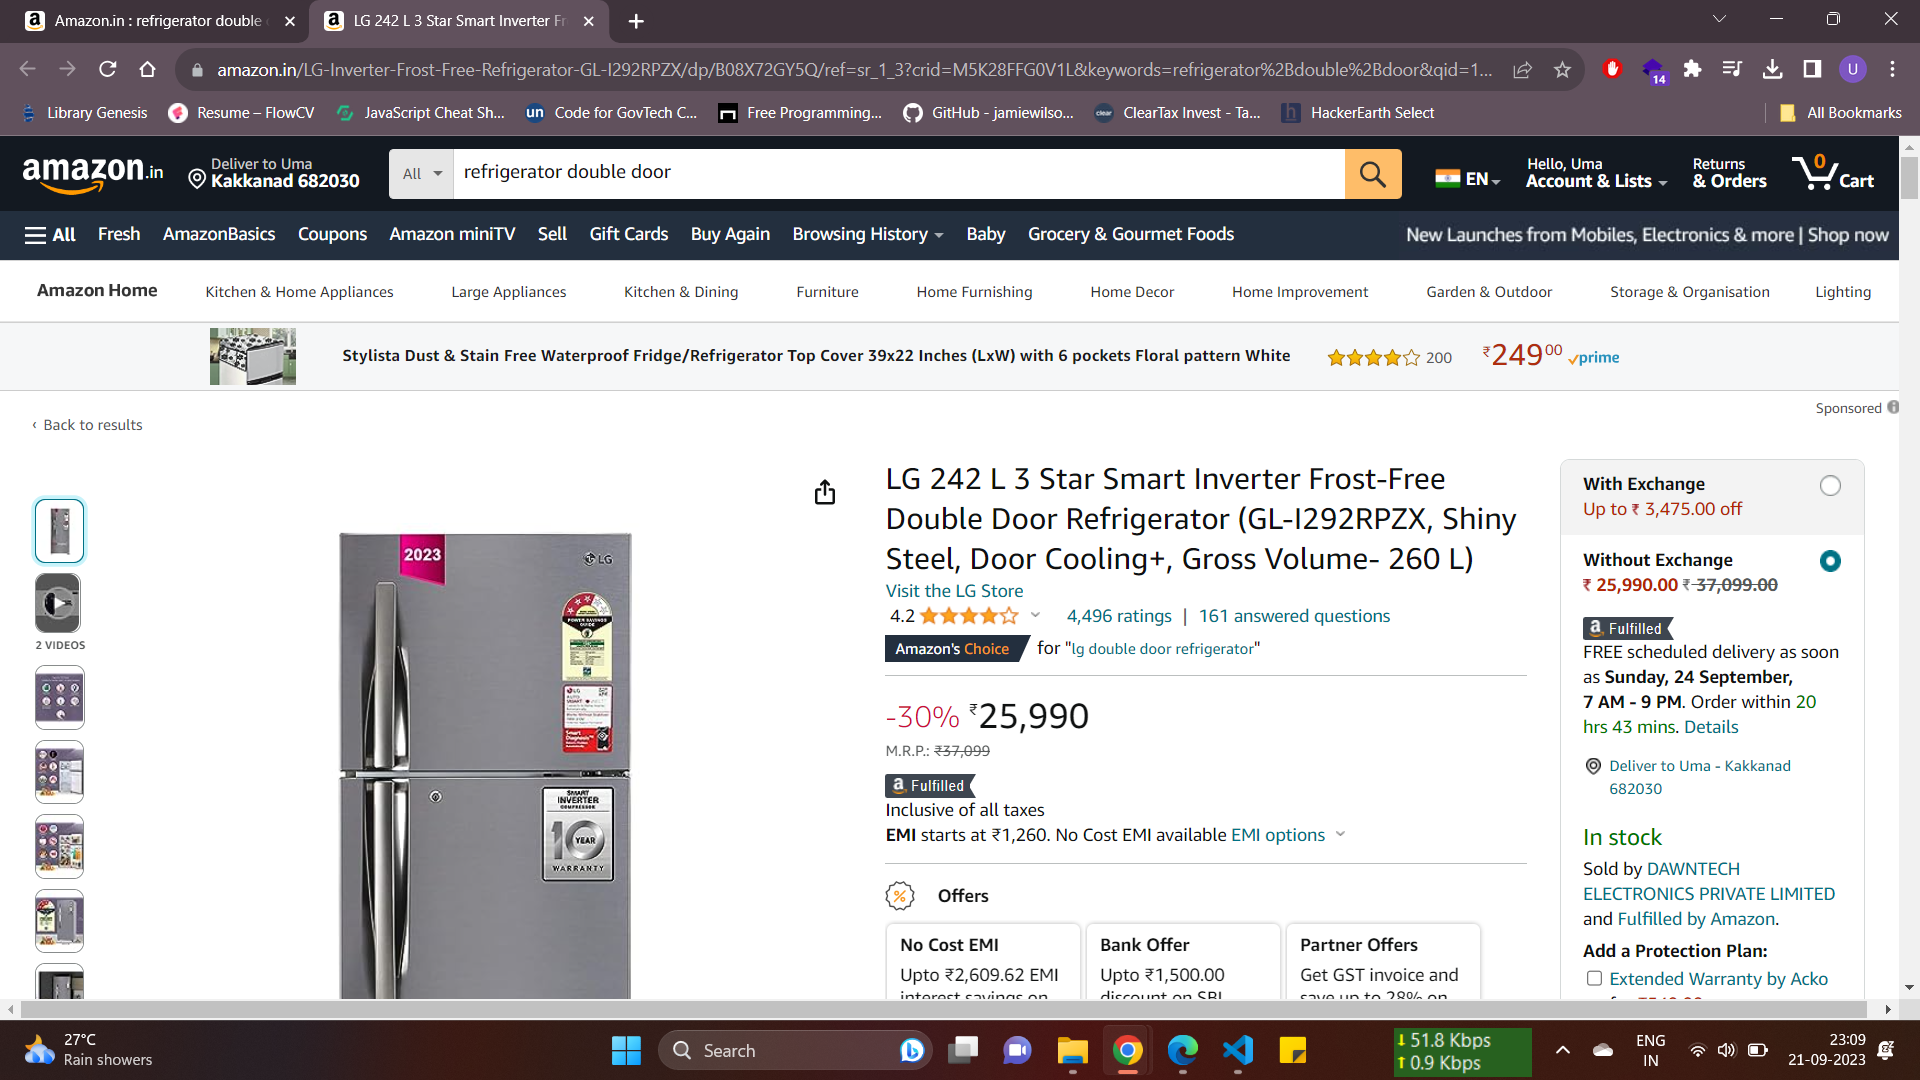 Amazon.in : refrigerator double
LG 242 L 3 Star Smart Inverter Fr
amazon.in/LG-Inverter-Frost-Free-Refrigerator-GL-I292RPZX/dp/B08X72GY5Q/ref=sr_1_3?crid=M5K28FFG0V1L&keywords=refrigerator%2Bdouble%2Bdoor&qid=1...
14
U
Library Genesis
Resume – FlowCV
JavaScript Cheat Sh...
un Code for GovTech C...
Free Programming...
GitHub - jamiewilso...
clear ClearTax Invest - Ta...
h HackerEarth Select
All Bookmarks
amazon.in
Deliver to Uma
Kakkanad 682030
All
refrigerator double door
EN
Hello, Uma
Account & Lists
Returns
& Orders
0
Cart
All
Fresh
AmazonBasics
Coupons
Amazon miniTV
Sell
Gift Cards
Buy Again
Browsing History
Baby
Grocery & Gourmet Foods
New Launches from Mobiles, Electronics & more | Shop now
Amazon Home
Kitchen & Home Appliances
Large Appliances
Kitchen & Dining
Furniture
Home Furnishing
Home Decor
Home Improvement
Garden & Outdoor
Storage & Organisation
Lighting
Stylista Dust & Stain Free Waterproof Fridge/Refrigerator Top Cover 39x22 Inches (LxW) with 6 pockets Floral pattern White
200
₹24900
prime
Sponsored
‹ Back to results
2 VIDEOS
2023
LG
POWER SAVINGS
GUIDE
LG
Smart
Diagnosis
SMART
INVERTER
COMPRESSOR
10
YEAR
WARRANTY
LG 242 L 3 Star Smart Inverter Frost-Free
Double Door Refrigerator (GL-I292RPZX, Shiny
Steel, Door Cooling+, Gross Volume- 260 L)
Visit the LG Store
4.2
4,496 ratings | 161 answered questions
Amazon's Choice for "lg double door refrigerator"
-30% ₹25,990
M.R.P.: ₹37,099
a Fulfilled
Inclusive of all taxes
EMI starts at ₹1,260. No Cost EMI available EMI options
Offers
No Cost EMI
Upto ₹2,609.62 EMI
interest savings on
Bank Offer
Upto ₹1,500.00
discount on SBI
Partner Offers
Get GST invoice and
save up to 28% on
With Exchange
Up to ₹ 3,475.00 off
Without Exchange
₹ 25,990.00 ₹ 37,099.00
a Fulfilled
FREE scheduled delivery as soon
as Sunday, 24 September,
7 AM - 9 PM. Order within 20
hrs 43 mins. Details
Deliver to Uma - Kakkanad
682030
In stock
Sold by DAWNTECH
ELECTRONICS PRIVATE LIMITED
and Fulfilled by Amazon.
Add a Protection Plan:
Extended Warranty by Acko
27°C
Rain showers
Search
51.8 Kbps
0.9 Kbps
ENG
IN
23:09
21-09-2023